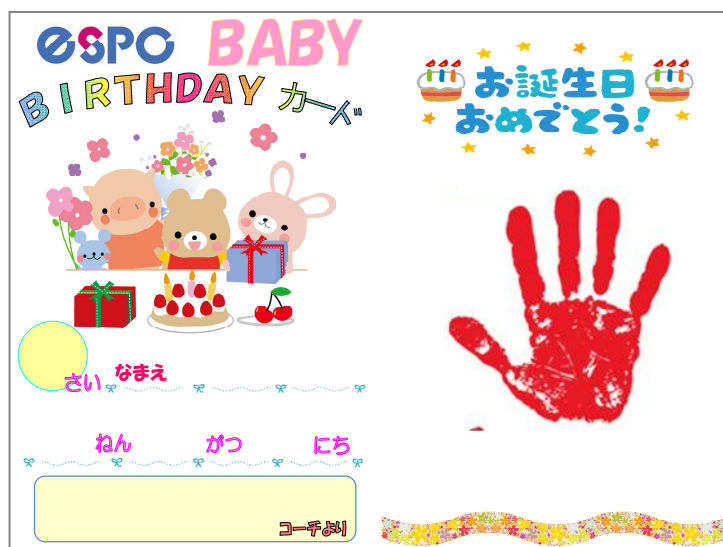 espo BABY
BIRTHDAY カード
さい なまえ
ねん がつ にち
コーチより
お誕生日
おめでとう!